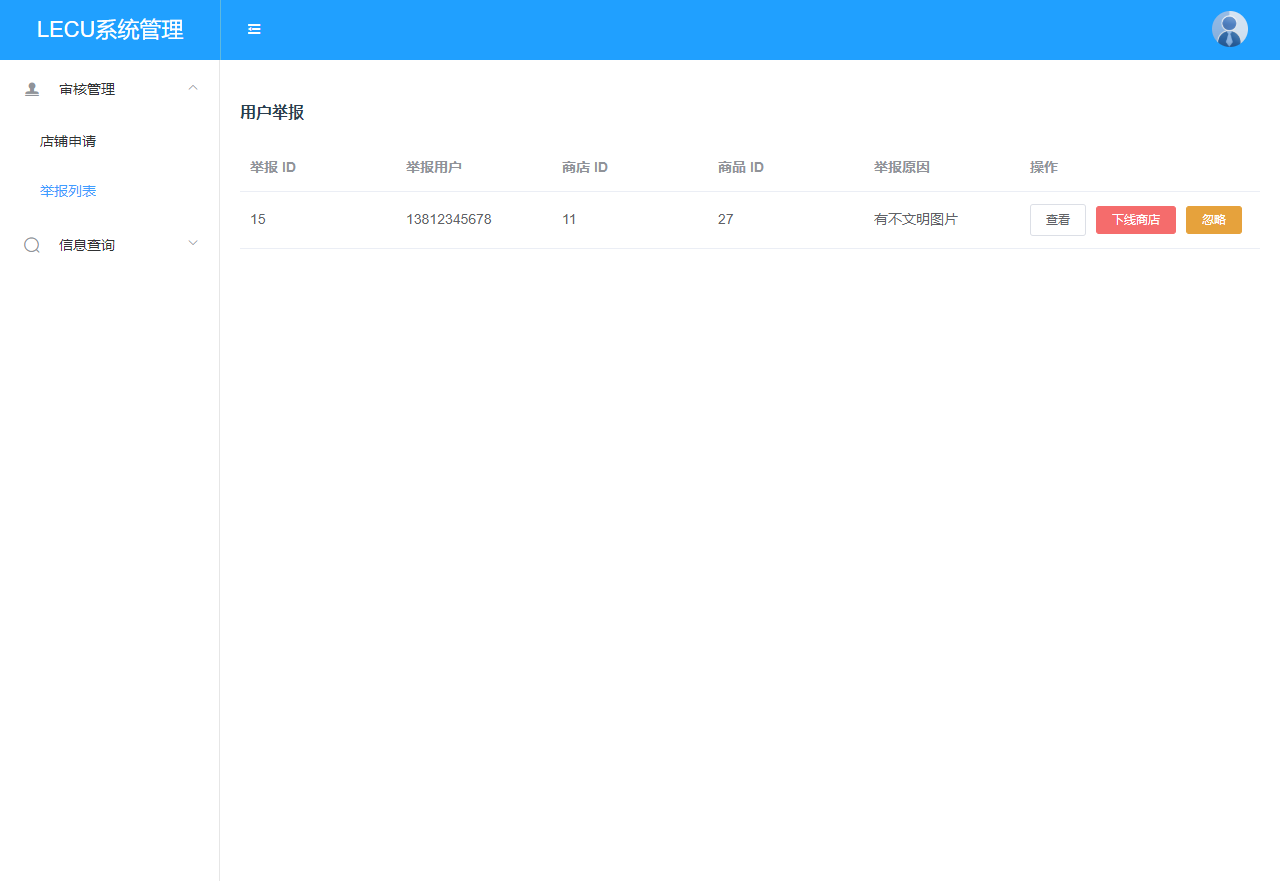 LECU系统管理
审核管理
店铺申请
举报列表
信息查询
用户举报
举报 ID 举报用户 商店 ID 商品 ID 举报原因 操作
15 13812345678 11 27 有不文明图片 查看 下线商店 忽略